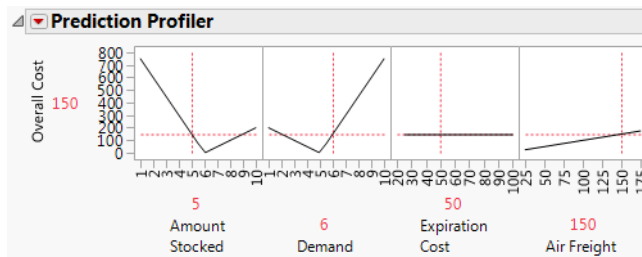 Prediction Profiler
Overall Cost
150
800
700
600
500
400
300
200
100
0
1 2 3 4 5 6 7 8 9 10
1 2 3 4 5 6 7 8 9 10
20 30 40 50 60 70 80 90 100
25 50 75 100 125 150 175
5
Amount
Stocked
6
Demand
50
Expiration
Cost
150
Air Freight